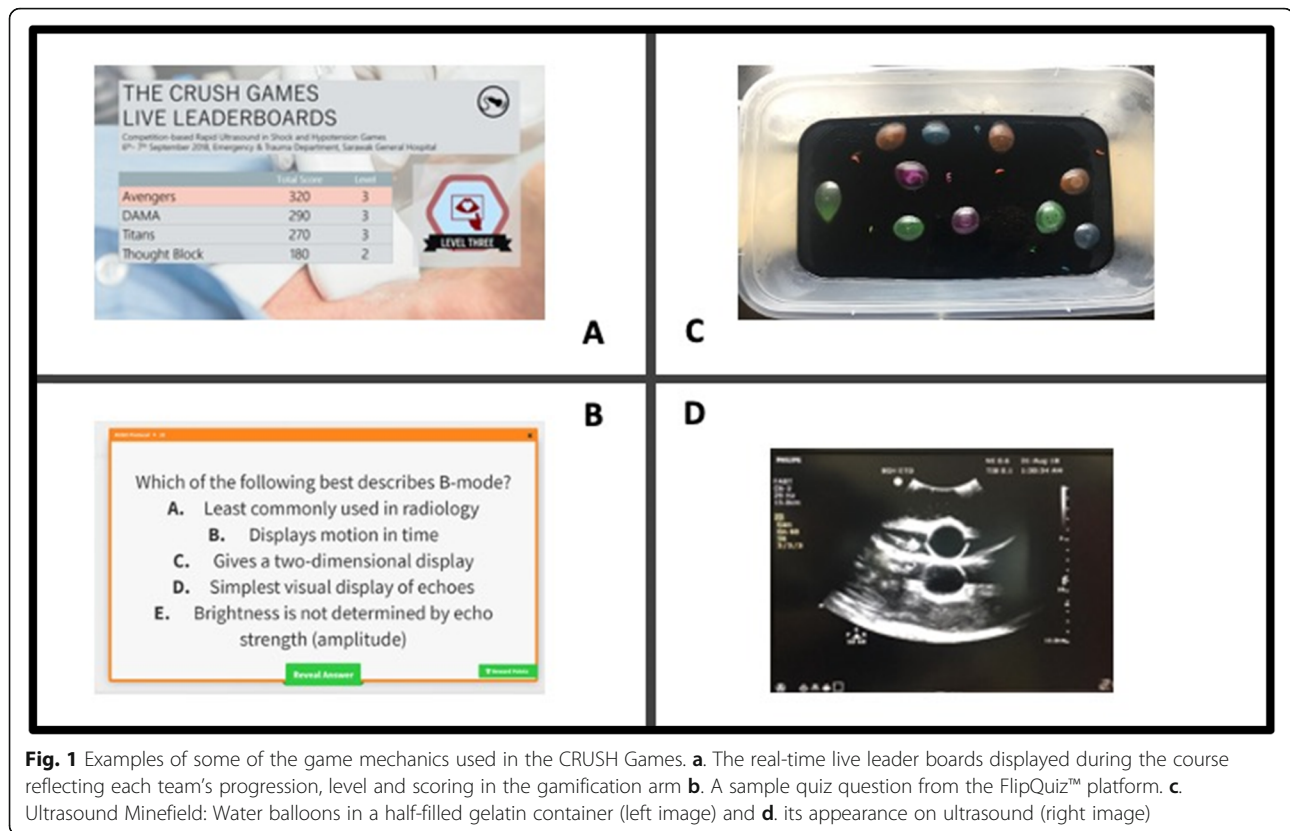 THE CRUSH GAMES
LIVE LEADERBOARDS
Competition-based Rapid Ultrasound in Shock and Hypotension Games
6th- 7th September 2018, Emergency & Trauma Department, Sarawak General Hospital
Total Score Level
Avengers 320 3
DAMA 290 3
Titans 270 3
Thought Block 180 2
LEVEL THREE
A
C
B
Which of the following best describes B-mode?
A. Least commonly used in radiology
B. Displays motion in time
C. Gives a two-dimensional display
D. Simplest visual display of echoes
E. Brightness is not determined by echo
strength (amplitude)
Reveal Answer
D
PHILIPS
Fig. 1 Examples of some of the game mechanics used in the CRUSH Games. a. The real-time live leader boards displayed during the course
reflecting each team's progression, level and scoring in the gamification arm b. A sample quiz question from the FlipQuiz™ platform. c.
Ultrasound Minefield: Water balloons in a half-filled gelatin container (left image) and d. its appearance on ultrasound (right image)